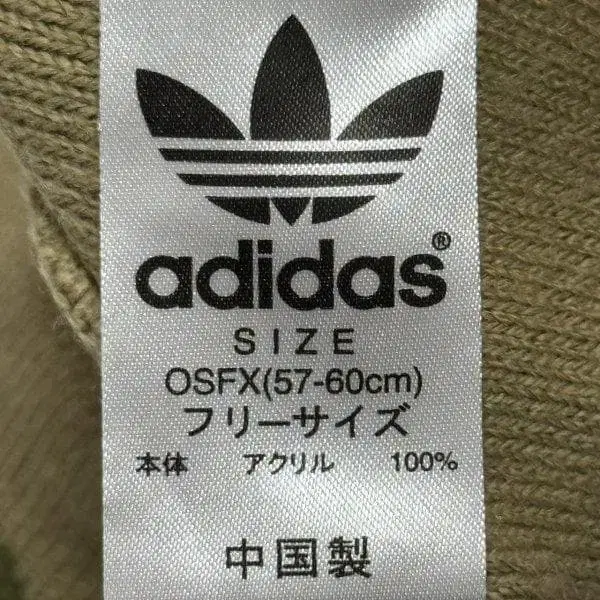 adidas®
SIZE
OSFX(57-60cm)
フリーサイズ
本体 アクリル 100%
中国製